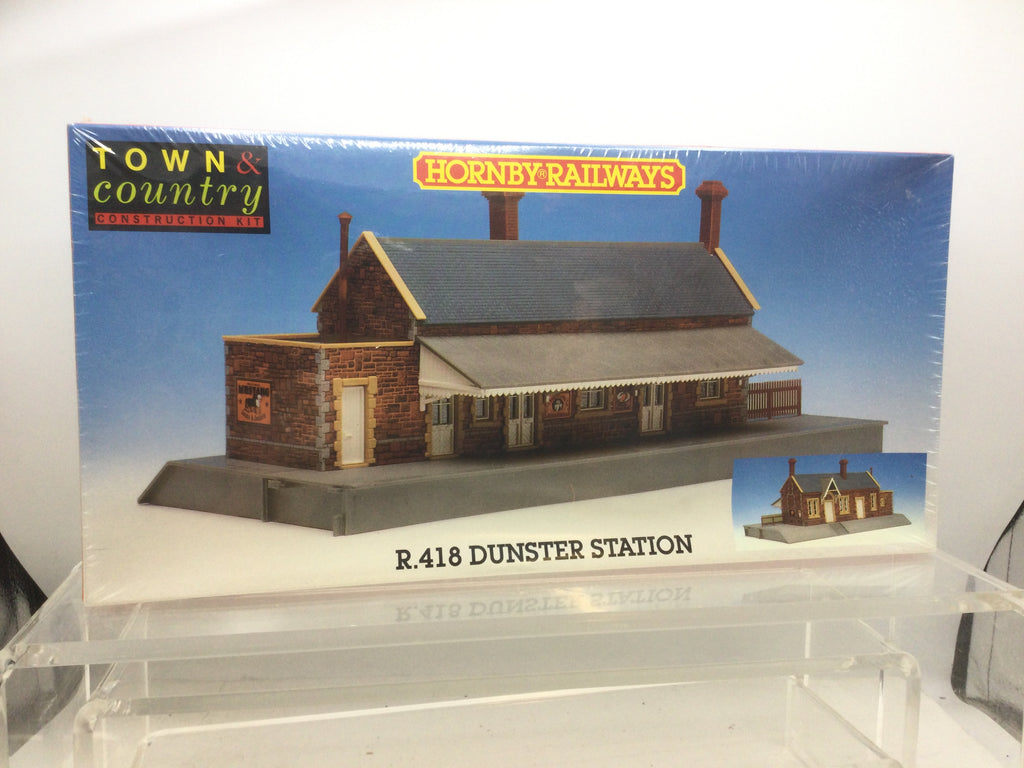 TOWN &
country
CONSTRUCTION KIT
HORNBY® RAILWAYS
R.418 DUNSTER STATION